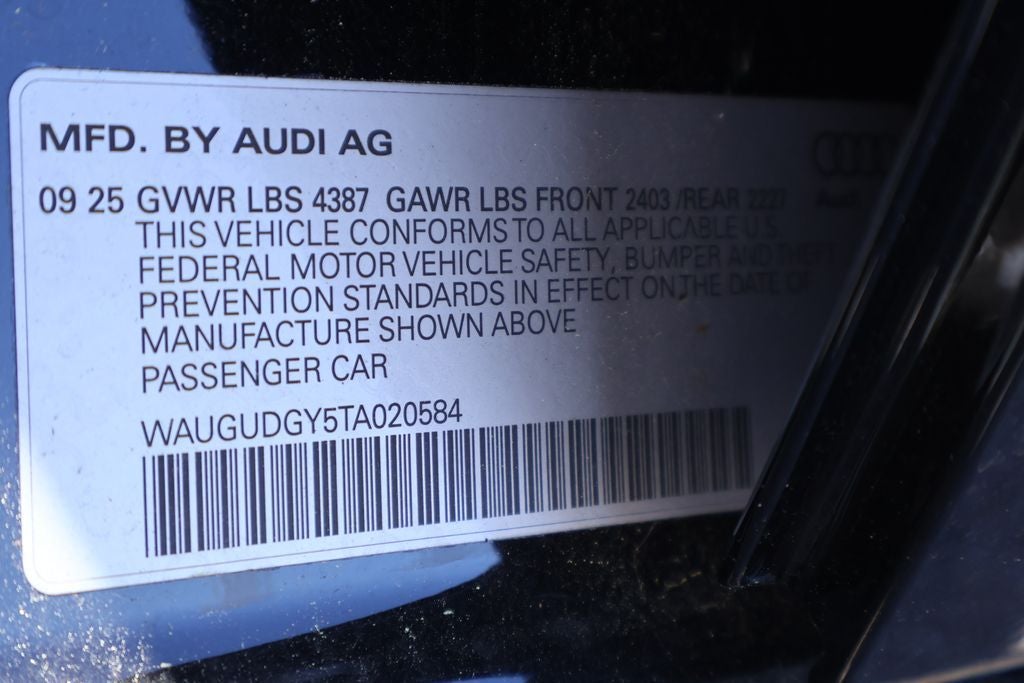 MFD. BY AUDI AG
09 25 GVWR LBS 4387 GAWR LBS FRONT 2403 /REAR 2227
THIS VEHICLE CONFORMS TO ALL APPLICABLE U.S.
FEDERAL MOTOR VEHICLE SAFETY, BUMPER AND THEFT
PREVENTION STANDARDS IN EFFECT ON THE DATE OF
MANUFACTURE SHOWN ABOVE
PASSENGER CAR
WAUGUDGY5TA020584
Audi